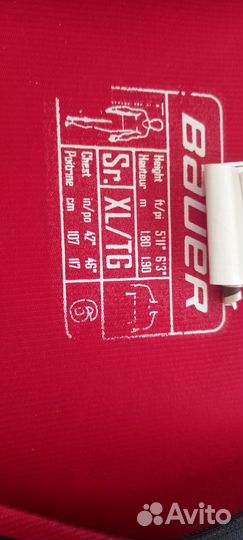 BAUER
Height ft/pi 5'11" 6'3"
Hauteur m 1.80 1.90
Sr. XL/TG
Chest in/po 42" 46"
Poitrine cm 107 117
Avito